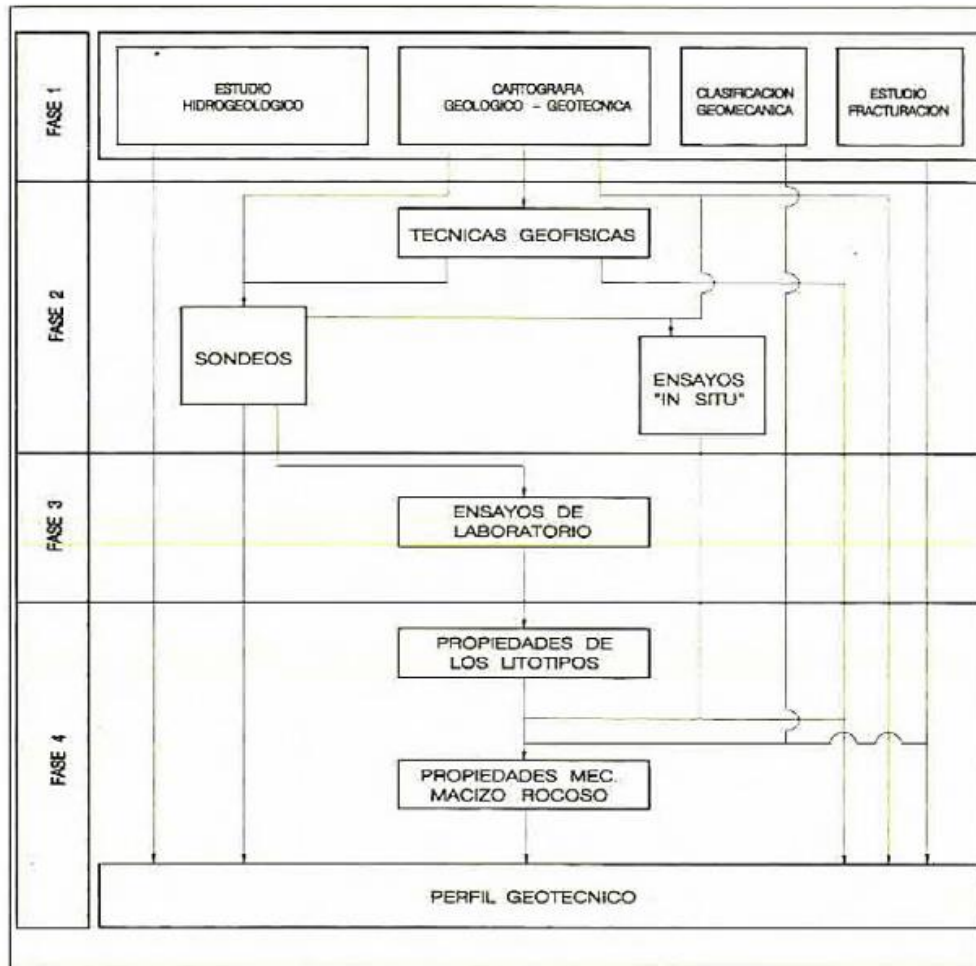 FASE 1
ESTUDIO
HIDROGEOLOGICO
CARTOGRAFIA
GEOLOGICO - GEOTECNICA
CLASIFICACION
GEOMECANICA
ESTUDIO
FRACTURACION
FASE 2
TECNICAS GEOFISICAS
SONDEOS
ENSAYOS
"IN SITU"
FASE 3
ENSAYOS DE
LABORATORIO
FASE 4
PROPIEDADES DE
LOS LITOTIPOS
PROPIEDADES MEC.
MACIZO ROCOSO
PERFIL GEOTECNICO